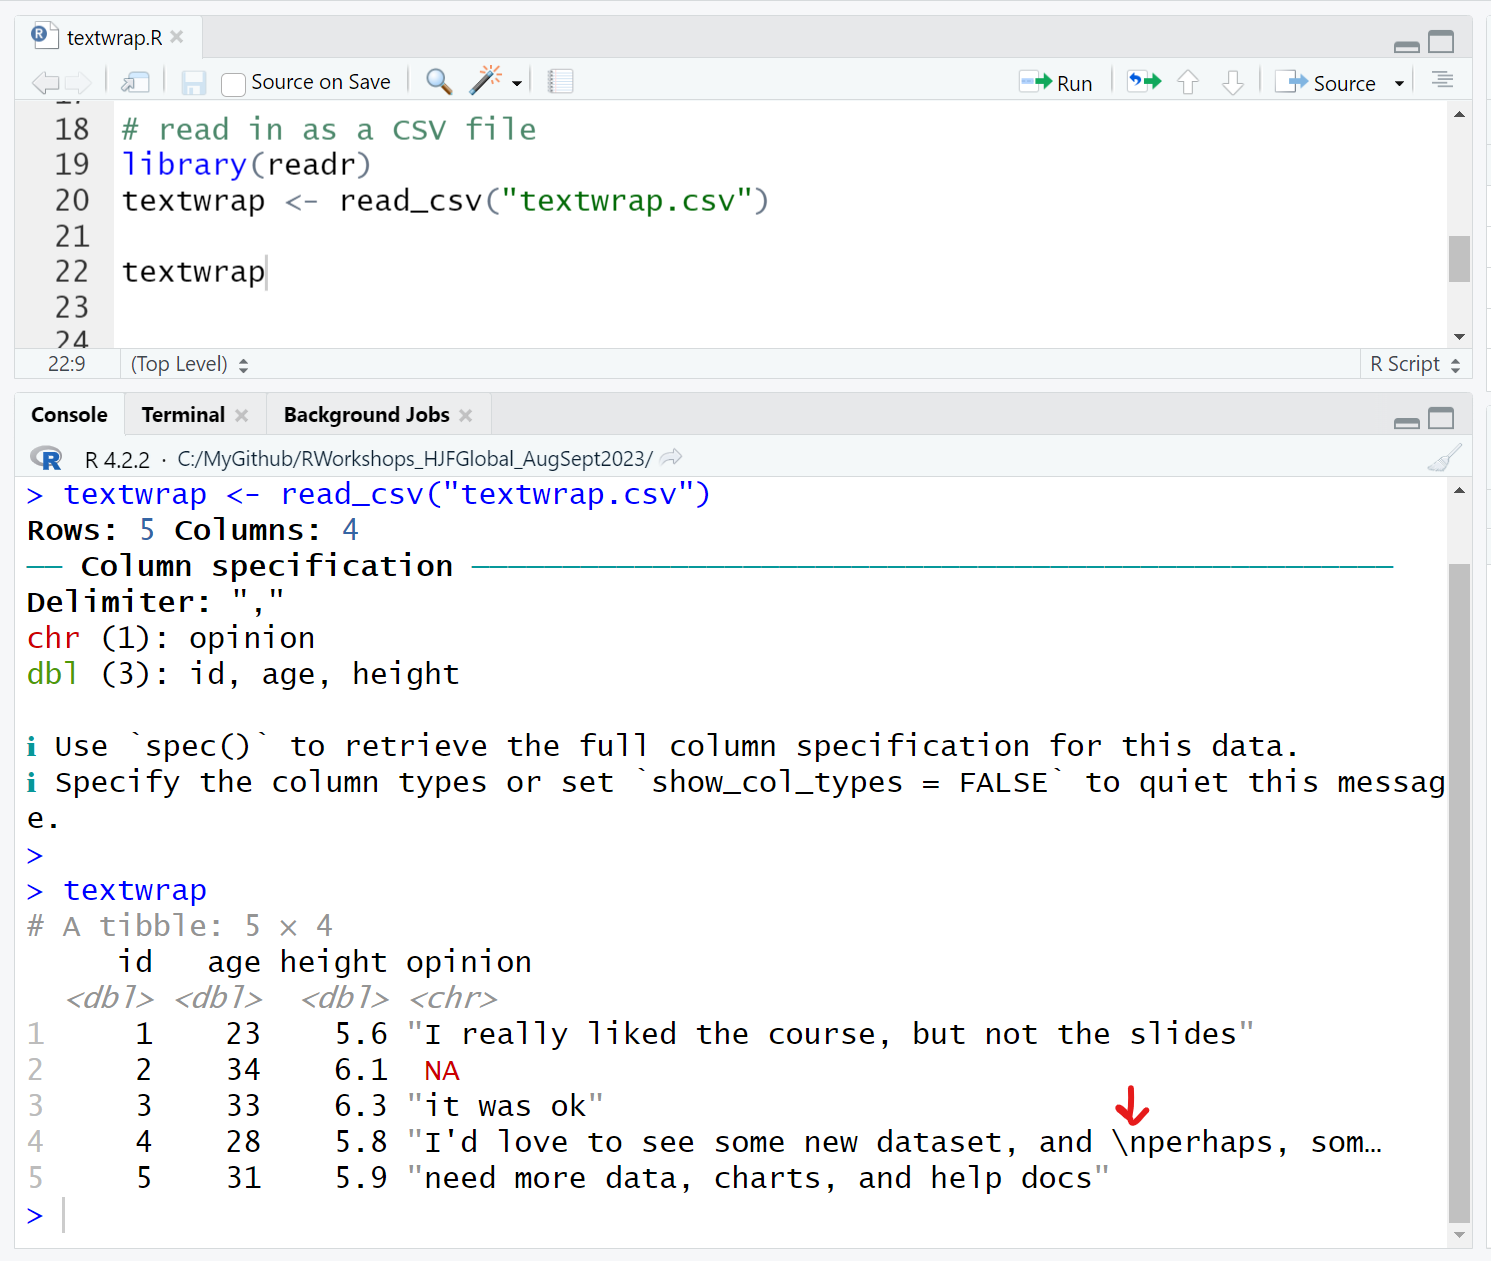 textwrap.R
Source on Save
Run
Source
18 # read in as a CSV file
19 library(readr)
20 textwrap <- read_csv("textwrap.csv")
21
22 textwrap
23
24
22:9 (Top Level) R Script
Console Terminal Background Jobs
R 4.2.2 · C:/MyGithub/RWorkshops_HJFGlobal_AugSept2023/
> textwrap <- read_csv("textwrap.csv")
Rows: 5 Columns: 4
── Column specification ──────────────────────────
Delimiter: ","
chr (1): opinion
dbl (3): id, age, height
ℹ Use `spec()` to retrieve the full column specification for this data.
ℹ Specify the column types or set `show_col_types = FALSE` to quiet this messag
e.
>
> textwrap
# A tibble: 5 × 4
id age height opinion
<dbl> <dbl> <dbl> <chr>
1 1 23 5.6 "I really liked the course, but not the slides"
2 2 34 6.1 NA
3 3 33 6.3 "it was ok"
4 4 28 5.8 "I'd love to see some new dataset, and \nperhaps, som…
5 5 31 5.9 "need more data, charts, and help docs"
>